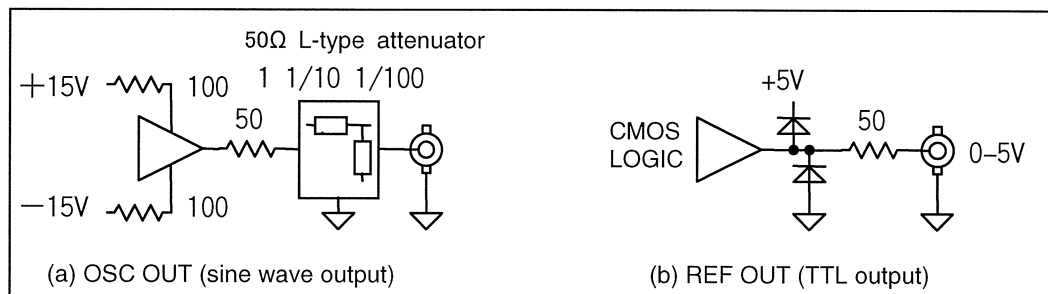 50Ω L-type attenuator
1 1/10 1/100
+15V
100
50
−15V
100
(a) OSC OUT (sine wave output)
+5V
CMOS
LOGIC
50
0–5V
(b) REF OUT (TTL output)